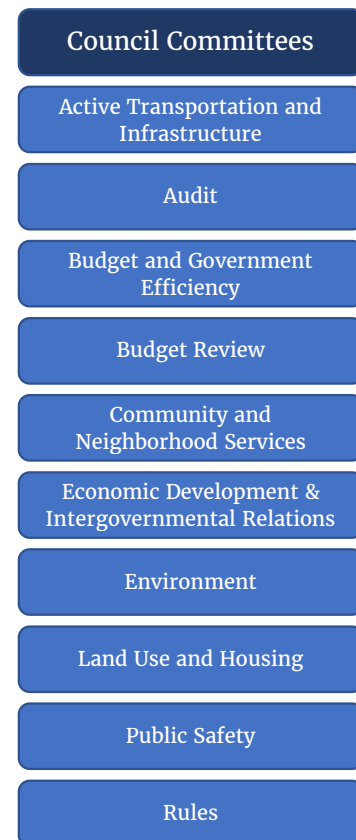 Council Committees
Active Transportation and
Infrastructure
Audit
Budget and Government
Efficiency
Budget Review
Community and
Neighborhood Services
Economic Development &
Intergovernmental Relations
Environment
Land Use and Housing
Public Safety
Rules